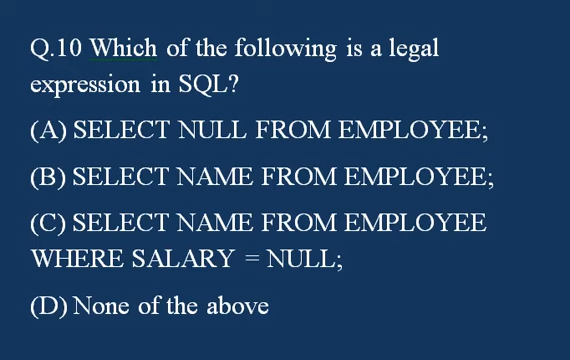 Q.10 Which of the following is a legal
expression in SQL?
(A) SELECT NULL FROM EMPLOYEE;
(B) SELECT NAME FROM EMPLOYEE;
(C) SELECT NAME FROM EMPLOYEE
WHERE SALARY = NULL;
(D) None of the above